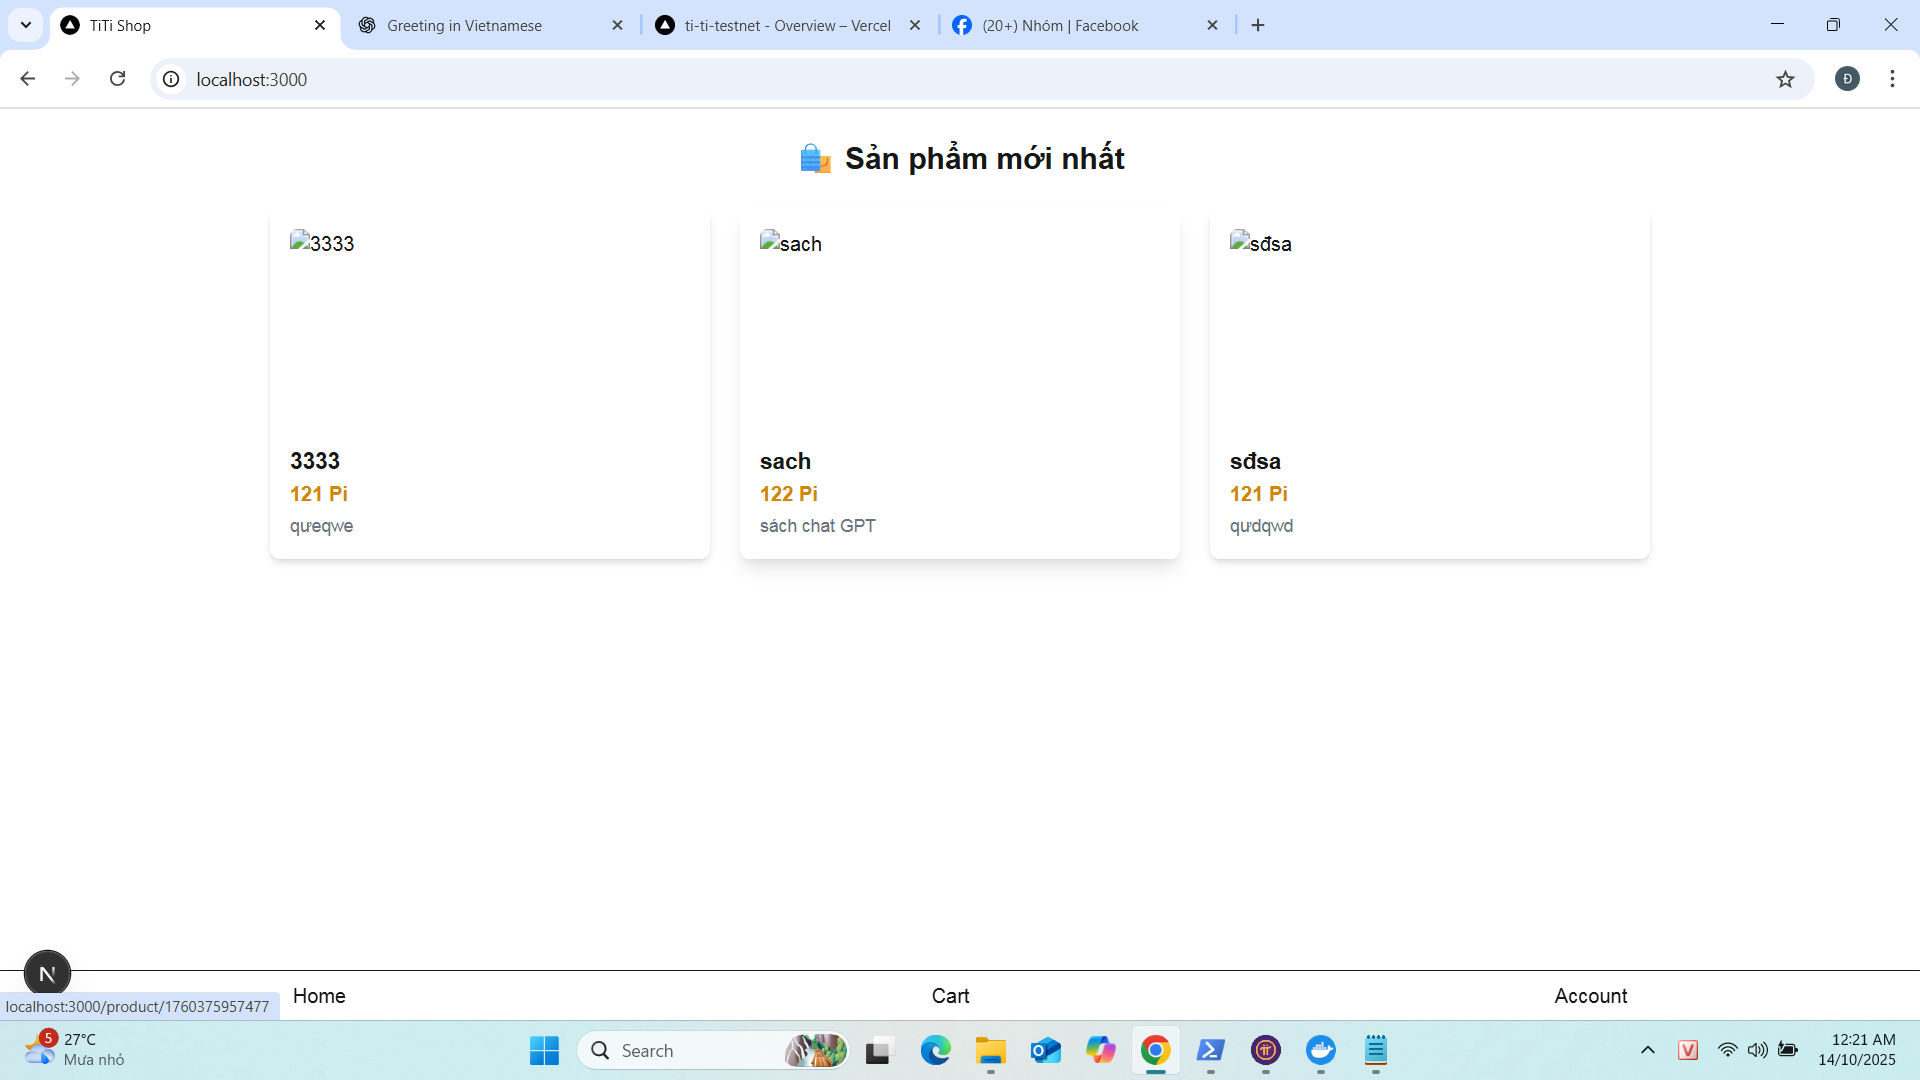 TiTi Shop
Greeting in Vietnamese
ti-ti-testnet - Overview – Vercel
(20+) Nhóm | Facebook
localhost:3000
Đ
Sản phẩm mới nhất
3333
sach
sđsa
3333
121 Pi
qưeqwe
sach
122 Pi
sách chat GPT
sđsa
121 Pi
qưdqwd
N
Home
Cart
Account
localhost:3000/product/1760375957477
5
27°C
Mưa nhỏ
Search
V
12:21 AM
14/10/2025